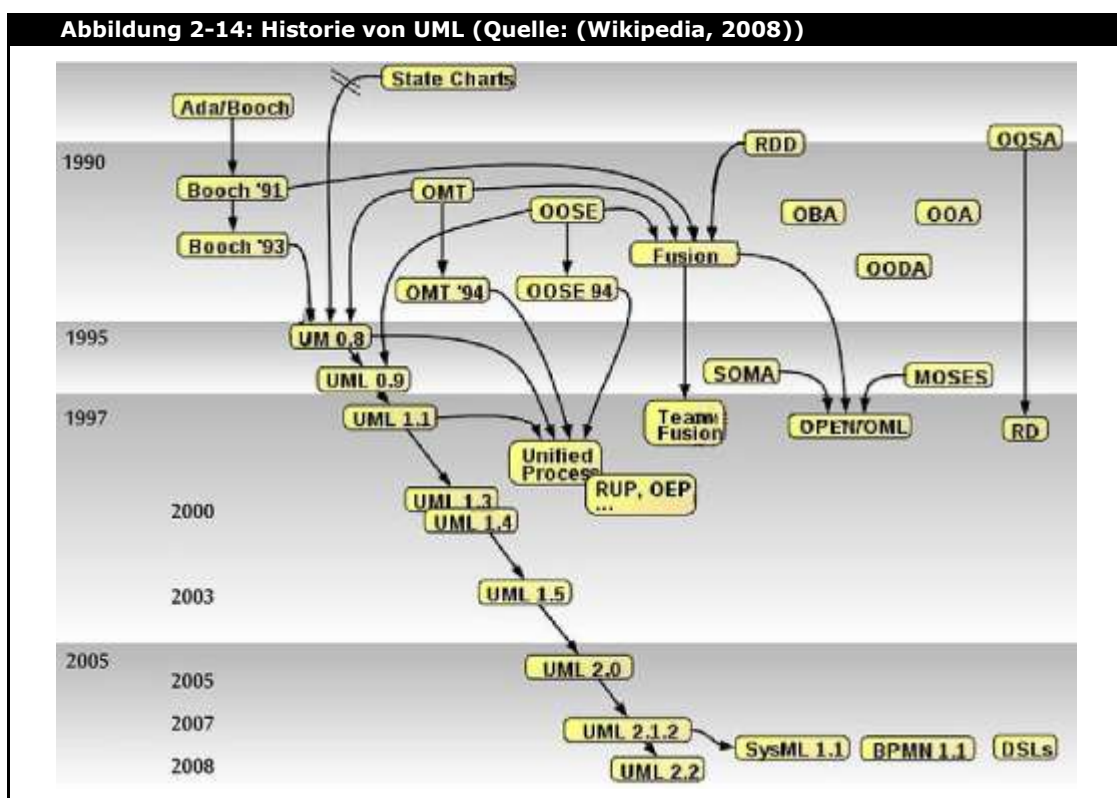 Abbildung 2-14: Historie von UML (Quelle: (Wikipedia, 2008))
State Charts
Ada/Booch
RDD
OOSA
1990
Booch '91
OMT
OOSE
OBA
OOA
Booch '93
Fusion
OODA
OMT '94
OOSE 94
1995
UM 0.8
UML 0.9
SOMA
MOSES
1997
UML 1.1
Team
Fusion
OPEN/OML
RD
Unified
Process
RUP, OEP
...
UML 1.3
2000
UML 1.4
2003
UML 1.5
2005
UML 2.0
2005
2007
UML 2.1.2
SysML 1.1
BPMN 1.1
DSLs
2008
UML 2.2